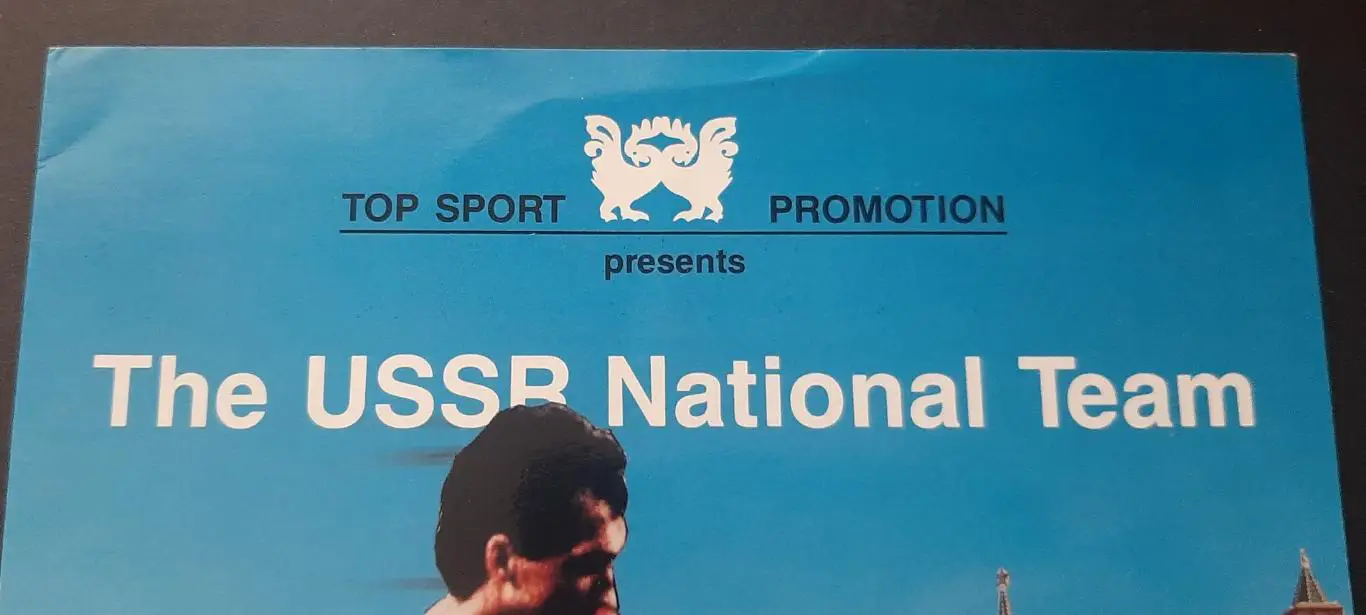 TOP SPORT PROMOTION
presents
The USSR National Team